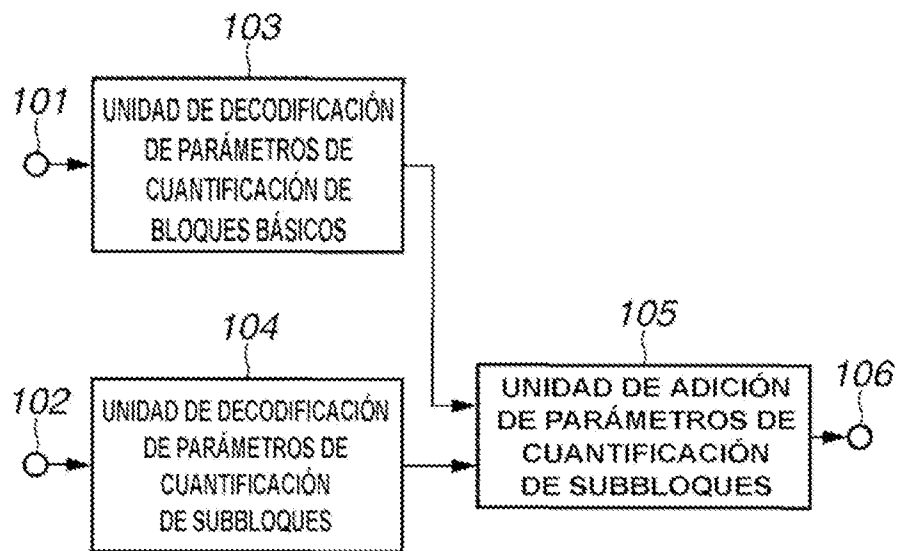 103
101
UNIDAD DE DECODIFICACIÓN
DE PARÁMETROS DE
CUANTIFICACIÓN DE
BLOQUES BÁSICOS
104
102
UNIDAD DE DECODIFICACIÓN
DE PARÁMETROS DE
CUANTIFICACIÓN
DE SUBBLOQUES
105
106
UNIDAD DE ADICIÓN
DE PARÁMETROS DE
CUANTIFICACIÓN
DE SUBBLOQUES